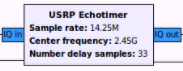 USRP Echotimer
Sample rate: 14.25M
IQ in
IQ out
Center frequency: 2.45G
Number delay samples: 33